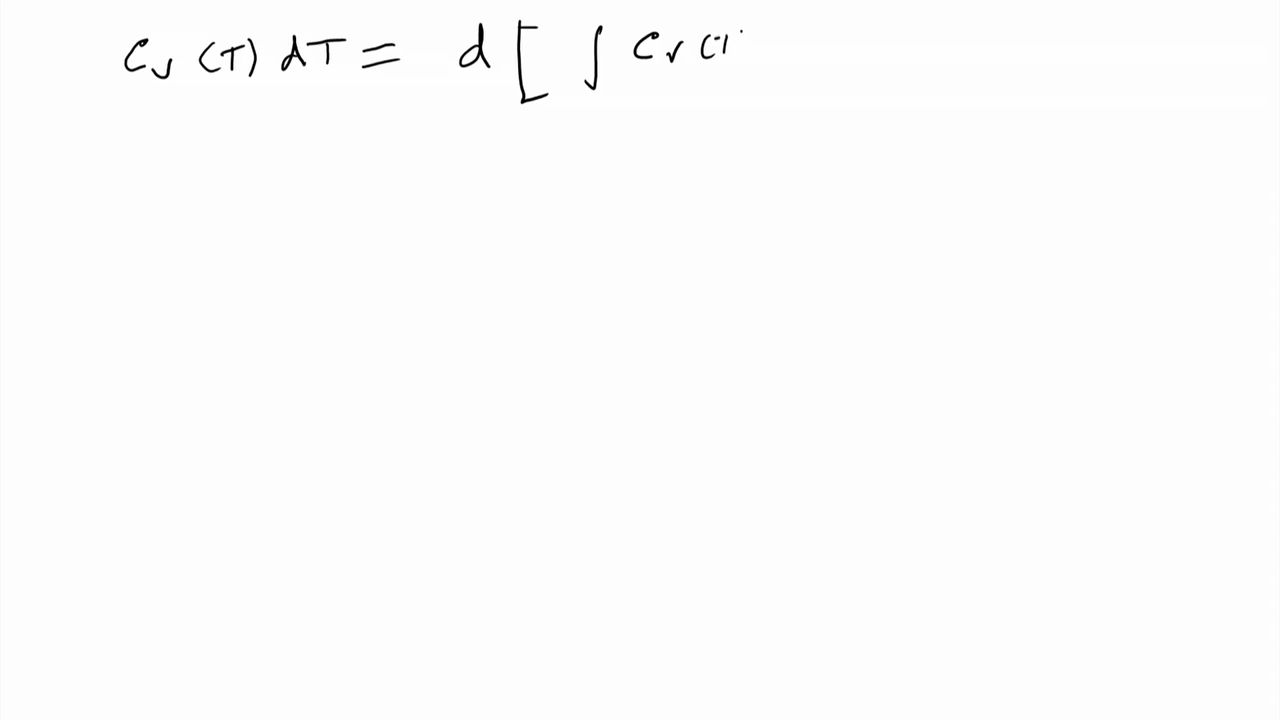 Cv (T) dT = d [ ∫ Cv (T